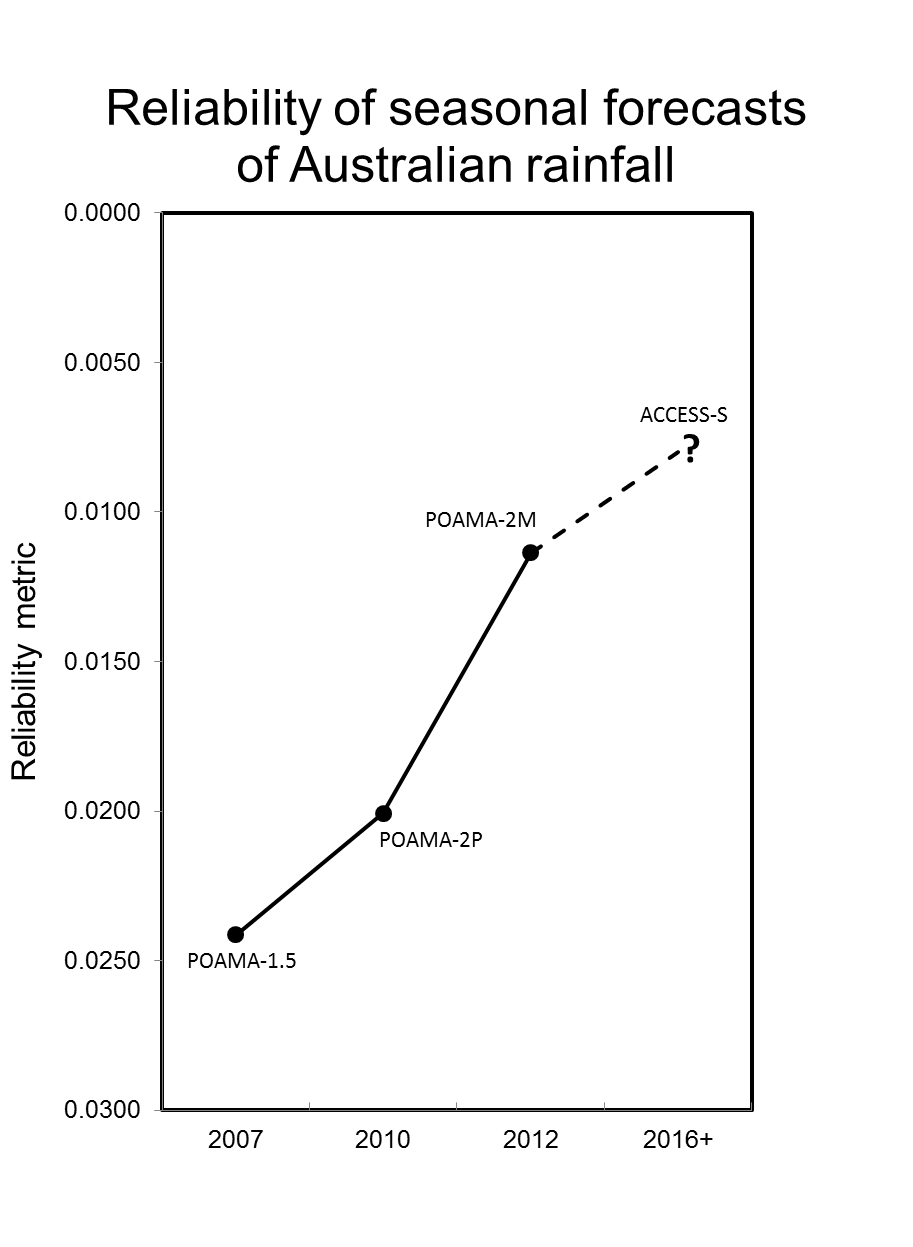 Reliability of seasonal forecasts
of Australian rainfall
0.0000
0.0050
0.0100
0.0150
0.0200
0.0250
0.0300
Reliability metric
ACCESS-S
?
POAMA-2M
POAMA-2P
POAMA-1.5
2007
2010
2012
2016+